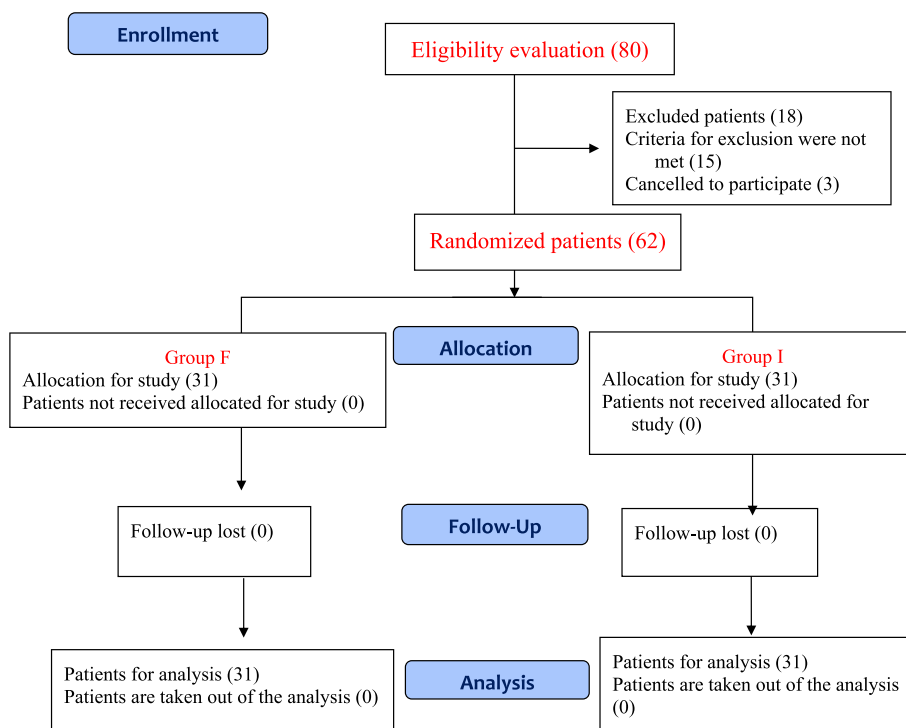 Enrollment
Eligibility evaluation (80)
Excluded patients (18)
Criteria for exclusion were not
met (15)
Cancelled to participate (3)
Randomized patients (62)
Allocation
Group F
Allocation for study (31)
Patients not received allocated for study (0)
Group I
Allocation for study (31)
Patients not received allocated for
study (0)
Follow-Up
Follow-up lost (0)
Follow-up lost (0)
Analysis
Patients for analysis (31)
Patients are taken out of the analysis (0)
Patients for analysis (31)
Patients are taken out of the analysis
(0)